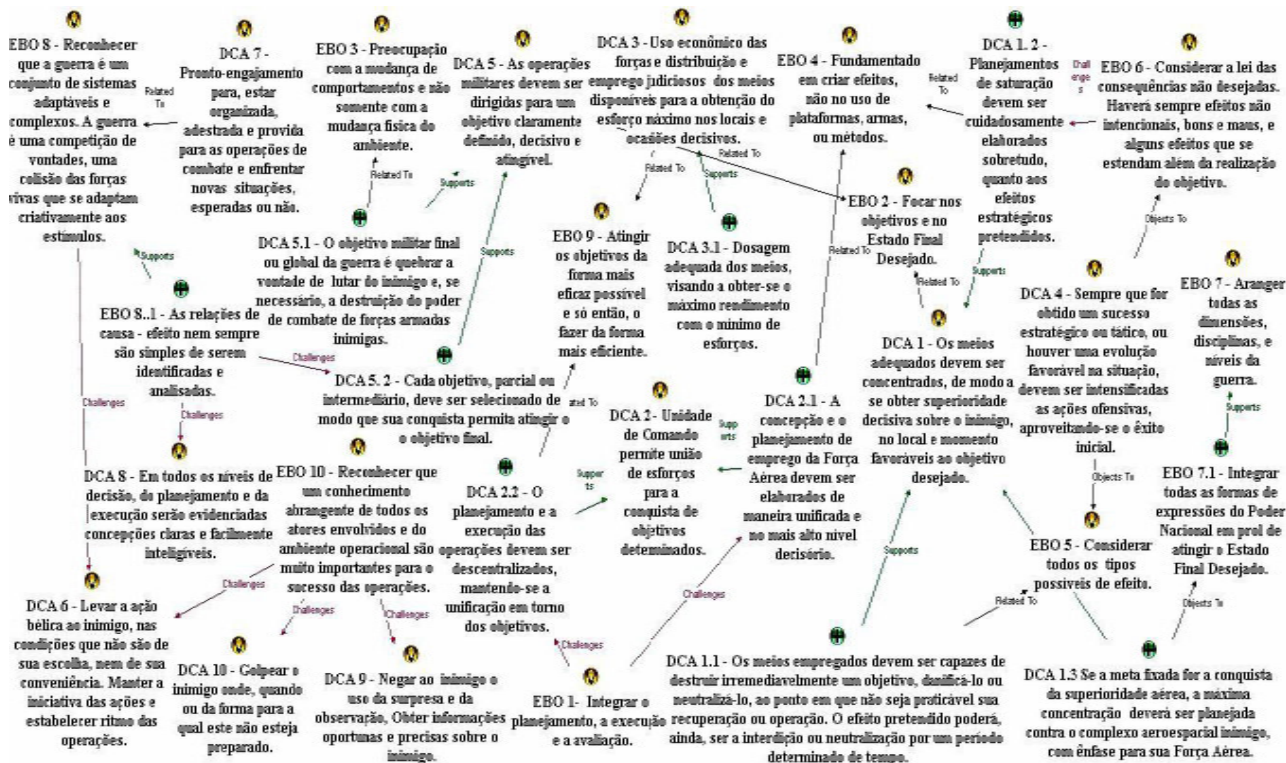 EBO 8 - Reconhecer
que a guerra é um
conjunto de sistemas
adaptáveis e
complexos. A guerra
é uma competição de
vontades, uma
colisão das forças
vivas que se adaptam
criativamente aos
estímulos.
DCA 7 -
Pronto-engajamento
para, estar
organizada,
adestrada e provida
para as operações de
combate e enfrentar
novas situações,
esperadas ou não.
Related
To
EBO 3 - Preocupação
com a mudança de
comportamentos e não
somente com a
mudança física do
ambiente.
DCA 5 - As operações
militares devem ser
dirigidas para um
objetivo claramente
definido, decisivo e
atingível.
DCA 3 - Uso econômico das
forças e distribuição e
emprego judiciosos dos meios
disponíveis para a obtenção do
esforço máximo nos locais e
ocasiões decisivos.
EBO 4 - Fundamentado
em criar efeitos,
não no uso de
plataformas, armas,
ou métodos.
Related
To
DCA 1. 2 -
Planejamentos
de saturação
devem ser
cuidadosamente
elaborados
sobretudo,
quanto aos
efeitos
estratégicos
pretendidos.
Chall
enge
s
EBO 6 - Considerar a lei das
consequências não desejadas.
Haverá sempre efeitos não
intencionais, bons e maus, e
alguns efeitos que se
estendam além da realização
do objetivo.
Related To
Supports
Related To
Related To
Supports
Objects To
EBO 2 - Focar nos
objetivos e no
Estado Final
Desejado.
Supports
Related To
Related To
Supports
Supports
DCA 5.1 - O objetivo militar final
ou global da guerra é quebrar a
vontade de lutar do inimigo e, se
necessário, a destruição do poder
de combate de forças armadas
inimigas.
EBO 9 - Atingir
os objetivos da
forma mais
eficaz possível
e só então, o
fazer da forma
mais eficiente.
DCA 3.1 - Dosagem
adequada dos meios,
visando a obter-se o
máximo rendimento
com o mínimo de
esforços.
EBO 8..1 - As relações de
causa - efeito nem sempre
são simples de serem
identificadas e
analisadas.
Challenges
Challenges
Challenges
DCA 5. 2 - Cada objetivo, parcial ou
intermediário, deve ser selecionado de
modo que sua conquista permita atingir o
o objetivo final.
ated To
DCA 1 - Os meios
adequados devem ser
concentrados, de modo a
se obter superioridade
decisiva sobre o inimigo,
no local e momento
favoráveis ao objetivo
desejado.
DCA 4 - Sempre que for
obtido um sucesso
estratégico ou tático, ou
houver uma evolução
favorável na situação,
devem ser intensificadas
as ações ofensivas,
aproveitando-se o êxito
inicial.
EBO 7 - Aranger
todas as
dimensões,
disciplinas, e
níveis da
guerra.
Supports
DCA 2 - Unidade
de Comando
permite união
de esforços
para a
conquista de
objetivos
determinados.
Supp
orts
DCA 2.1 - A
concepção e o
planejamento de
emprego da Força
Aérea devem ser
elaborados de
maneira unificada e
no mais alto nível
decisório.
DCA 8 - Em todos os níveis de
decisão, do planejamento e da
execução serão evidenciadas
concepções claras e facilmente
inteligíveis.
EBO 10 - Reconhecer que
um conhecimento
abrangente de todos os
atores envolvidos e do
ambiente operacional são
muito importantes para o
sucesso das operações.
DCA 2.2 - O
planejamento e a
execução das
operações devem ser
descentralizados,
mantendo-se a
unificação em torno
dos objetivos.
Suppor
ts
Objects To
EBO 7.1 - Integrar
todas as formas de
expressões do Poder
Nacional em prol de
atingir o Estado
Final Desejado.
EBO 5 - Considerar
todos os tipos
possíveis de efeito.
Supports
Related To
Objects To
Challenges
Challenges
Challenges
Challenges
Challenges
DCA 6 - Levar a ação
bélica ao inimigo, nas
condições que não são de
sua escolha, nem de sua
conveniência. Manter a
iniciativa das ações e
estabelecer ritmo das
operações.
DCA 10 - Golpear o
inimigo onde, quando
ou da forma para a
qual este não esteja
preparado.
DCA 9 - Negar ao inimigo o
uso da surpresa e da
observação, Obter informações
oportunas e precisas sobre o
inimigo.
EBO 1- Integrar o
planejamento, a execução
e a avaliação.
DCA 1.1 - Os meios empregados devem ser capazes de
destruir irremediavelmente um objetivo, danificá-lo ou
neutralizá-lo, ao ponto em que não seja praticável sua
recuperação ou operação. O efeito pretendido poderá,
ainda, ser a interdição ou neutralização por um período
determinado de tempo.
DCA 1.3 Se a meta fixada for a conquista
da superioridade aérea, a máxima
concentração deverá ser planejada
contra o complexo aeroespacial inimigo,
com ênfase para sua Força Aérea.